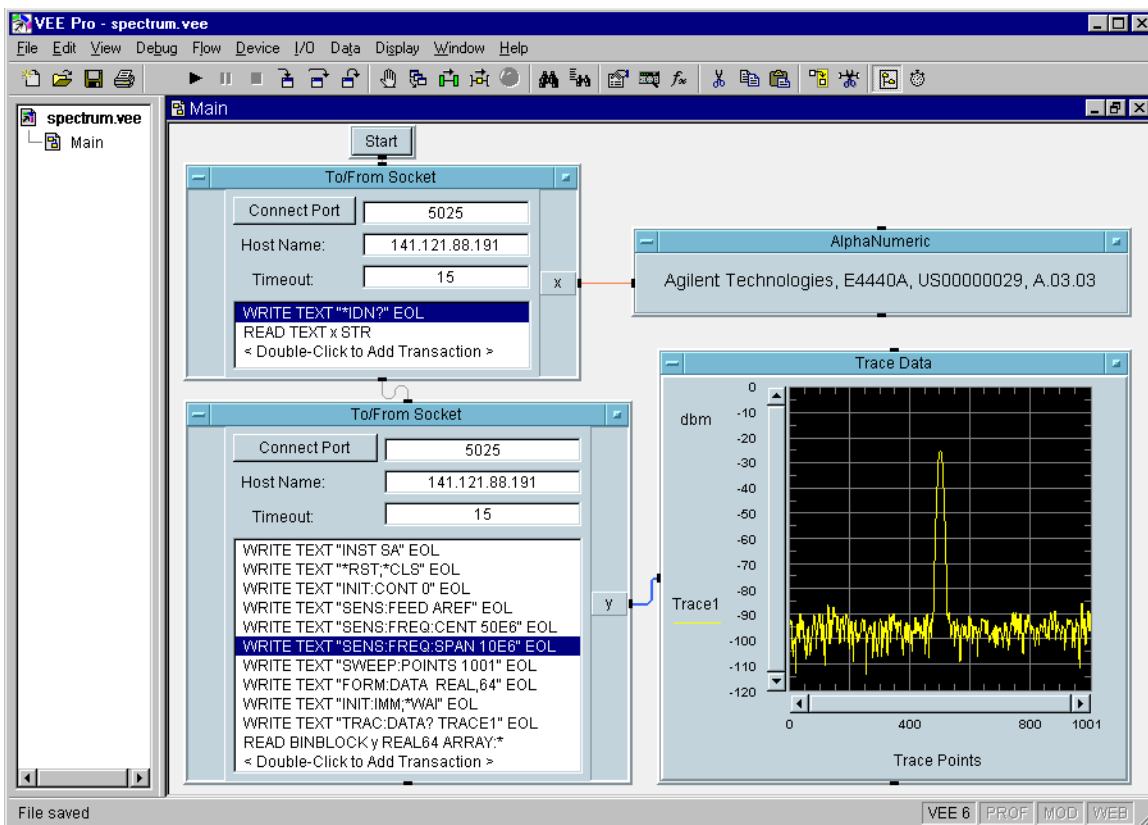 VEE Pro - spectrum.vee
File Edit View Debug Flow Device I/O Data Display Window Help
spectrum.vee
Main
Main
Start
To/From Socket
Connect Port 5025
Host Name: 141.121.88.191
Timeout: 15
x
WRITE TEXT "*IDN?" EOL
READ TEXT x STR
< Double-Click to Add Transaction >
AlphaNumeric
Agilent Technologies, E4440A, US00000029, A.03.03
To/From Socket
Connect Port 5025
Host Name: 141.121.88.191
Timeout: 15
WRITE TEXT "INST SA" EOL
WRITE TEXT "*RST;*CLS" EOL
WRITE TEXT "INIT:CONT 0" EOL
WRITE TEXT "SENS:FEED AREF" EOL
WRITE TEXT "SENS:FREQ:CENT 50E6" EOL
WRITE TEXT "SENS:FREQ:SPAN 10E6" EOL
WRITE TEXT "SWEEP:POINTS 1001" EOL
WRITE TEXT "FORM:DATA  REAL,64" EOL
WRITE TEXT "INIT:IMM;*WAI" EOL
WRITE TEXT "TRAC:DATA? TRACE1" EOL
READ BINBLOCK y REAL64 ARRAY:*
< Double-Click to Add Transaction >
y
Trace Data
dbm
Trace1
0
-10
-20
-30
-40
-50
-60
-70
-80
-90
-100
-110
-120
0 400 800 1001
Trace Points
File saved
VEE 6 PROF MOD WEB